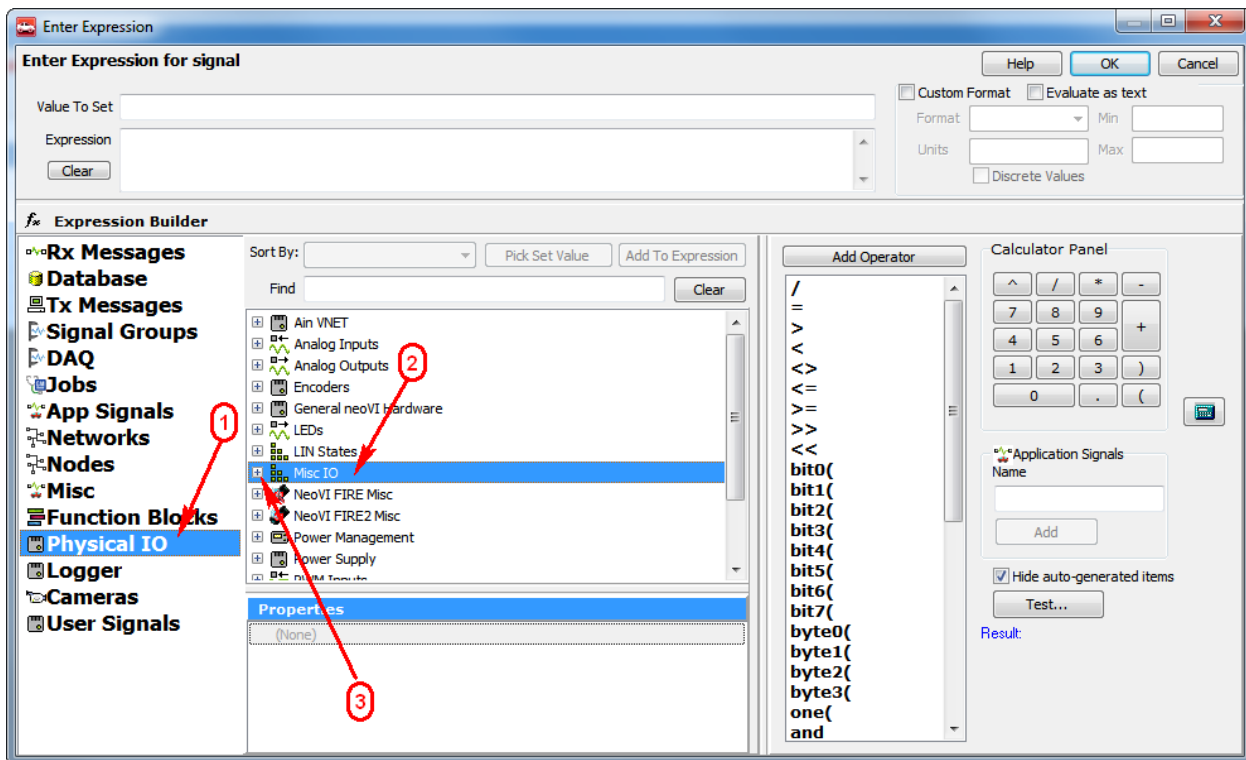 Enter Expression
Enter Expression for signal
Help
OK
Cancel
Value To Set
Custom Format
Evaluate as text
Format
Min
Expression
Units
Max
Clear
Discrete Values
fx Expression Builder
Rx Messages
Database
Tx Messages
Signal Groups
DAQ
Jobs
App Signals
Networks
Nodes
Misc
Function Blocks
Physical IO
Logger
Cameras
User Signals
Sort By:
Pick Set Value
Add To Expression
Find
Clear
Ain VNET
Analog Inputs
Analog Outputs
Encoders
General neoVI Hardware
LEDs
LIN States
Misc IO
NeoVI FIRE Misc
NeoVI FIRE2 Misc
Power Management
Power Supply
PWM Inputs
1
2
3
Properties
(None)
Add Operator
/
=
>
<
<>
<=
>=
>>
<<
bit0(
bit1(
bit2(
bit3(
bit4(
bit5(
bit6(
bit7(
byte0(
byte1(
byte2(
byte3(
one(
and
Calculator Panel
^ / * -
7 8 9 +
4 5 6
1 2 3 )
0 . (
Application Signals
Name
Add
Hide auto-generated items
Test...
Result: